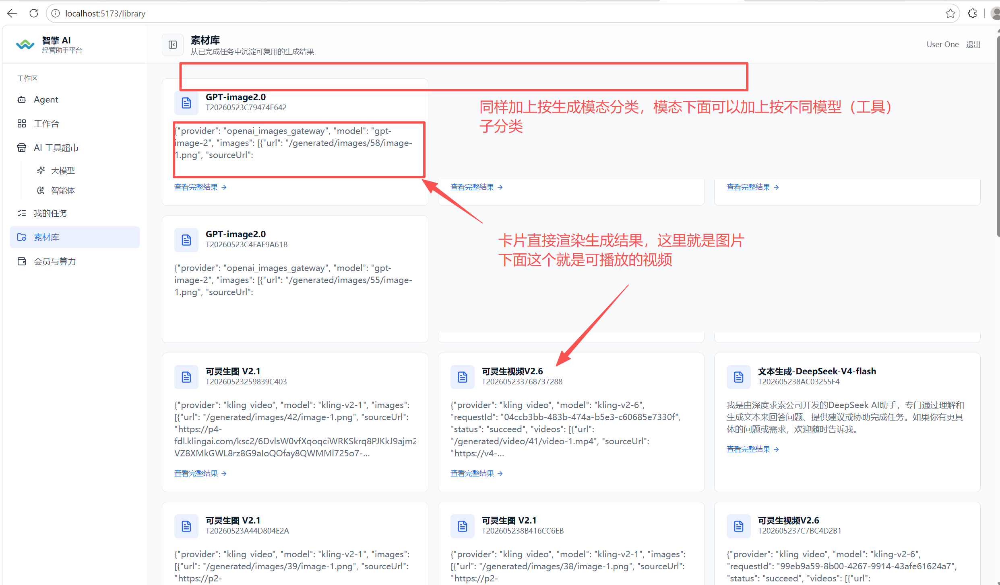 localhost:5173/library
智擎 AI
经营助手平台
素材库
从已完成任务中沉淀可复用的生成结果
User One 退出
工作区
Agent
工作台
AI 工具超市
大模型
智能体
我的任务
素材库
会员与算力
GPT-image2.0
T20260523C79474F642
{"provider": "openai_images_gateway", "model": "gpt-
image-2", "images": [{"url": "/generated/images/58/image-
1.png", "sourceUrl":
查看完整结果 →
查看完整结果 →
查看完整结果 →
同样加上按生成模态分类，模态下面可以加上按不同模型（工具）
子分类
GPT-image2.0
T20260523C4FAF9A61B
{"provider": "openai_images_gateway", "model": "gpt-
image-2", "images": [{"url": "/generated/images/55/image-
1.png", "sourceUrl":
卡片直接渲染生成结果，这里就是图片
下面这个就是可播放的视频
可灵生图 V2.1
T20260523259839C403
{"provider": "kling_video", "model": "kling-v2-1", "images":
[{"url": "/generated/images/42/image-1.png", "sourceUrl":
"https://p4-
fdl.klingai.com/ksc2/6DvlsW0vfXqoqciWRKSkrq8PJKkJ9ajm2
VZ8XMkGWL8rz8G9aIoQOfay8QWMMl725o7-...
查看完整结果 →
可灵生视频V2.6
T202605233768737288
{"provider": "kling_video", "model": "kling-v2-6",
"requestId": "04ccb3bb-483b-474a-b5e3-c60685e7330f",
"status": "succeed", "videos": [{"url":
"/generated/video/41/video-1.mp4", "sourceUrl":
"https://v4-...
查看完整结果 →
文本生成-DeepSeek-V4-flash
T202605238AC03255F4
我是由深度求索公司开发的DeepSeek AI助手，专门通过理解和
生成文本来回答问题、提供建议或协助完成任务。如果你有更具
体的问题或需求，欢迎随时告诉我。
查看完整结果 →
可灵生图 V2.1
T20260523A44D804E2A
{"provider": "kling_video", "model": "kling-v2-1", "images":
[{"url": "/generated/images/39/image-1.png", "sourceUrl":
"https://p2-
可灵生图 V2.1
T202605238B416CC6EB
{"provider": "kling_video", "model": "kling-v2-1", "images":
[{"url": "/generated/images/38/image-1.png", "sourceUrl":
"https://p2-
可灵生视频V2.6
T202605237C7BC4D2B1
{"provider": "kling_video", "model": "kling-v2-6",
"requestId": "99eb9a59-8b00-4267-9914-43afe61624a7",
"status": "succeed", "videos": [{"url":